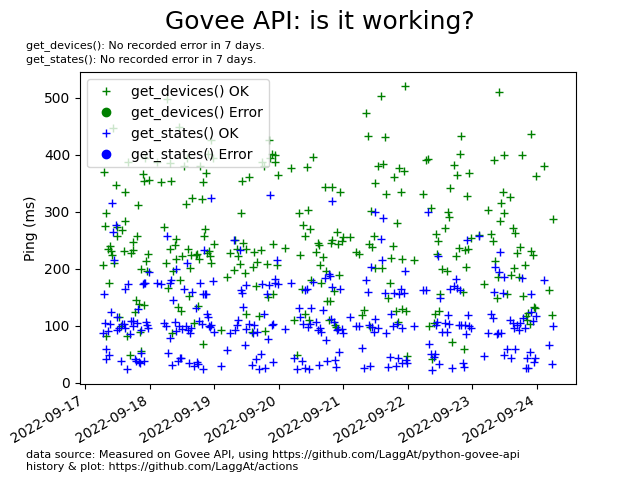 Govee API: is it working?
get_devices(): No recorded error in 7 days.
get_states(): No recorded error in 7 days.
get_devices() OK
get_devices() Error
get_states() OK
get_states() Error
Ping (ms)
500
400
300
200
100
0
2022-09-17
2022-09-18
2022-09-19
2022-09-20
2022-09-21
2022-09-22
2022-09-23
2022-09-24
data source: Measured on Govee API, using https://github.com/LaggAt/python-govee-api
history & plot: https://github.com/LaggAt/actions